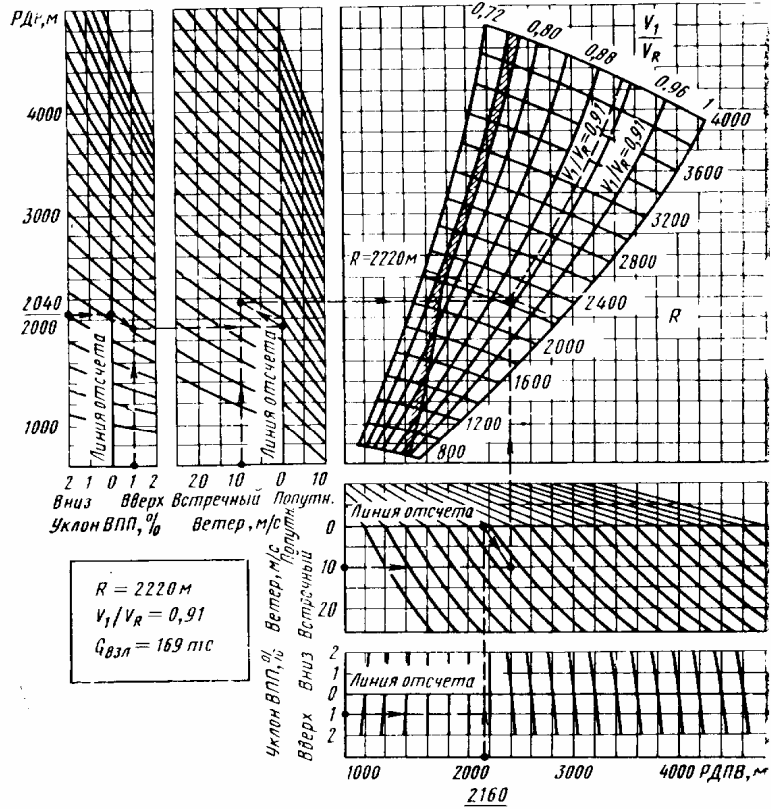 РДР, м
4000
3000
2040
2000
1000
Линия отсчета
2 1 0 1 2
Вниз Вверх
Уклон ВПП, %
Линия отсчета
20 10 0 10
Встречный Попутн.
Ветер, м/с
0,72
0,80
0,88
0,96
1
V1/VR
V1/VR=0,91
V1/VR=0,91
R=2220м
4000
3600
3200
2800
2400
2000
1600
1200
800
R
R = 2220 м
V1/VR = 0,91
Gвзл = 169 тс
Линия отсчета
0
10
20
Ветер, м/с
Встречный Попутн.
Линия отсчета
2
1
0
1
2
Уклон ВПП, %
Вверх Вниз
1000 2000 3000 4000 РДПВ, м
2160